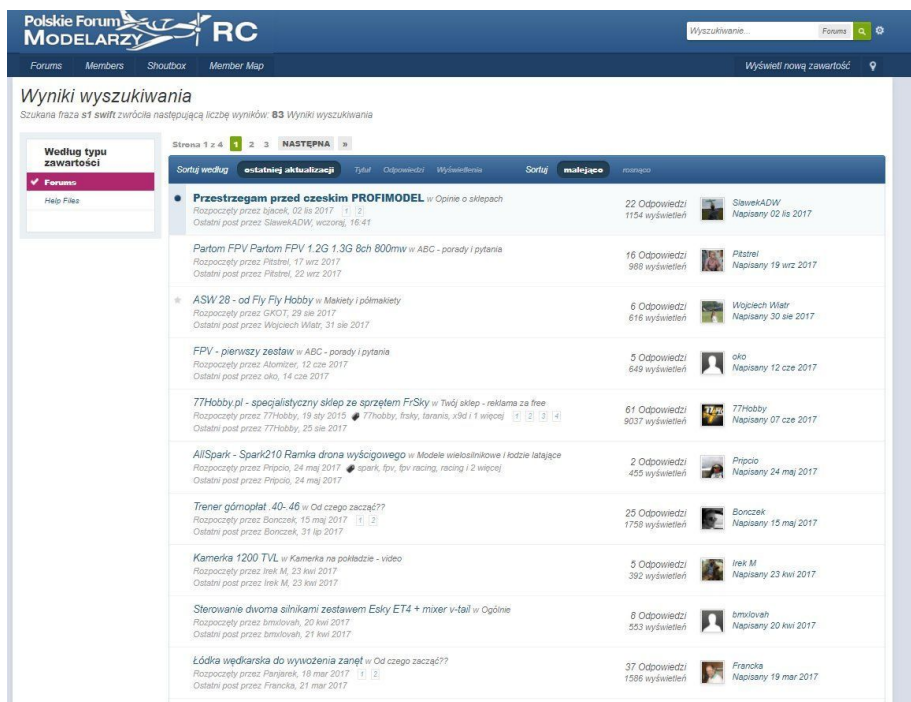 Polskie Forum
MODELARZY RC
Wyszukiwanie... Forums
Forums Members Shoutbox Member Map Wyświetl nową zawartość
Wyniki wyszukiwania
Szukana fraza s1 swift zwróciła następującą liczbę wyników: 83 Wyniki wyszukiwania
Według typu
zawartości
Forums
Help Files
Strona 1 z 4 1 2 3 NASTĘPNA »
Sortuj według ostatniej aktualizacji Tytuł Odpowiedzi Wyświetlenia Sortuj malejąco rosnąco
Przestrzegam przed czeskim PROFIMODEL w Opinie o sklepach
Rozpoczęty przez bjacek, 02 lis 2017 1 2
Ostatni post przez SlawekADW, wczoraj, 16:41
22 Odpowiedzi
1154 wyświetleń
SlawekADW
Napisany 02 lis 2017
Partom FPV Partom FPV 1.2G 1.3G 8ch 800mw w ABC - porady i pytania
Rozpoczęty przez Pitstrel, 17 wrz 2017
Ostatni post przez Pitstrel, 22 wrz 2017
16 Odpowiedzi
988 wyświetleń
Pitstrel
Napisany 19 wrz 2017
ASW 28 - od Fly Fly Hobby w Makiety i półmakiety
Rozpoczęty przez GKOT, 29 sie 2017
Ostatni post przez Wojciech Wiatr, 31 sie 2017
6 Odpowiedzi
616 wyświetleń
Wojciech Wiatr
Napisany 30 sie 2017
FPV - pierwszy zestaw w ABC - porady i pytania
Rozpoczęty przez Atomizer, 12 cze 2017
Ostatni post przez oko, 14 cze 2017
5 Odpowiedzi
649 wyświetleń
oko
Napisany 12 cze 2017
77Hobby.pl - specjalistyczny sklep ze sprzętem FrSky w Twój sklep - reklama za free
Rozpoczęty przez 77Hobby, 19 sty 2015 77hobby, frsky, taranis, x9d i 1 więcej 1 2 3 4
Ostatni post przez 77Hobby, 25 sie 2017
61 Odpowiedzi
9037 wyświetleń
77Hobby
Napisany 07 cze 2017
AllSpark - Spark210 Ramka drona wyścigowego w Modele wielosilnikowe i łodzie latające
Rozpoczęty przez Pripcio, 24 maj 2017 spark, fpv, fpv racing, racing i 2 więcej
Ostatni post przez Pripcio, 24 maj 2017
2 Odpowiedzi
455 wyświetleń
Pripcio
Napisany 24 maj 2017
Trener górnopłat .40-.46 w Od czego zacząć??
Rozpoczęty przez Bonczek, 15 maj 2017 1 2
Ostatni post przez Bonczek, 31 lip 2017
25 Odpowiedzi
1758 wyświetleń
Bonczek
Napisany 15 maj 2017
Kamerka 1200 TVL w Kamerka na pokładzie - video
Rozpoczęty przez Irek M, 23 kwi 2017
Ostatni post przez Irek M, 23 kwi 2017
5 Odpowiedzi
392 wyświetleń
Irek M
Napisany 23 kwi 2017
Sterowanie dwoma silnikami zestawem Esky ET4 + mixer v-tail w Ogólnie
Rozpoczęty przez bmxlovah, 20 kwi 2017
Ostatni post przez bmxlovah, 21 kwi 2017
6 Odpowiedzi
553 wyświetleń
bmxlovah
Napisany 20 kwi 2017
Łódka wędkarska do wywożenia zanęt w Od czego zacząć??
Rozpoczęty przez Panjarek, 18 mar 2017 1 2
Ostatni post przez Francka, 21 mar 2017
37 Odpowiedzi
1586 wyświetleń
Francka
Napisany 19 mar 2017